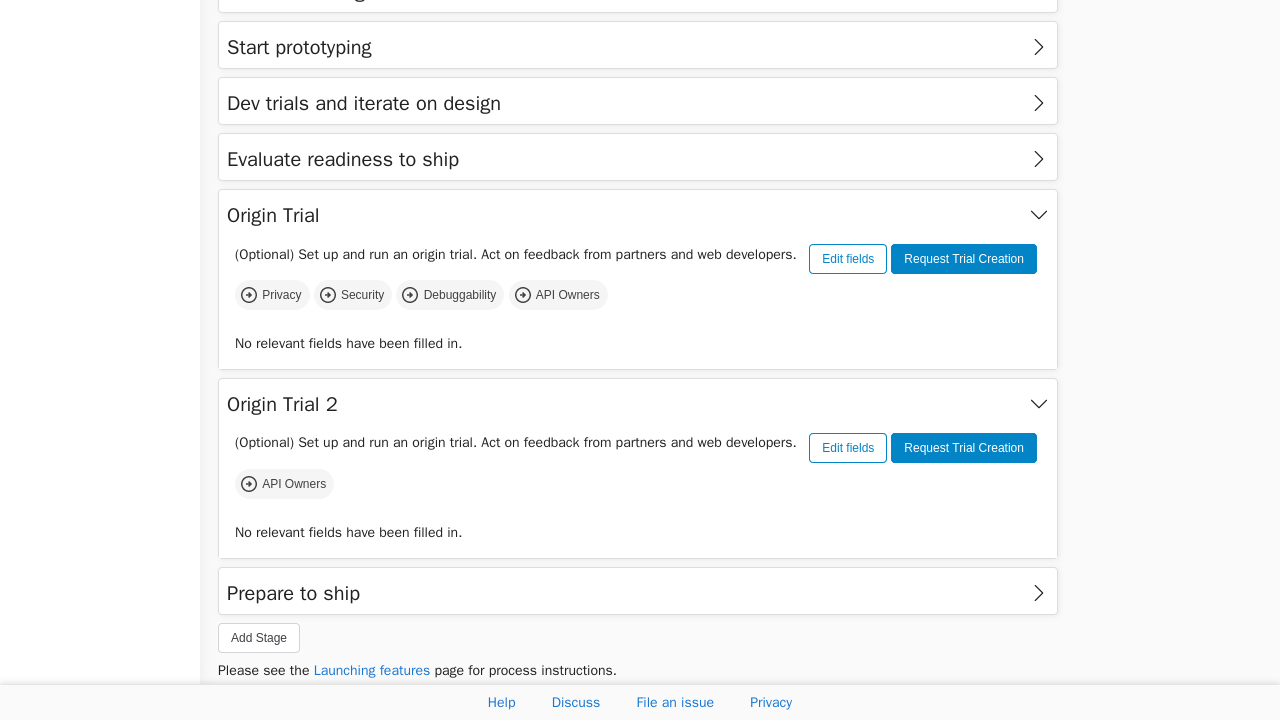 Start prototyping
Dev trials and iterate on design
Evaluate readiness to ship
Origin Trial
(Optional) Set up and run an origin trial. Act on feedback from partners and web developers.
Edit fields
Request Trial Creation
Privacy
Security
Debuggability
API Owners
No relevant fields have been filled in.
Origin Trial 2
(Optional) Set up and run an origin trial. Act on feedback from partners and web developers.
Edit fields
Request Trial Creation
API Owners
No relevant fields have been filled in.
Prepare to ship
Add Stage
Please see the Launching features page for process instructions.
Help
Discuss
File an issue
Privacy